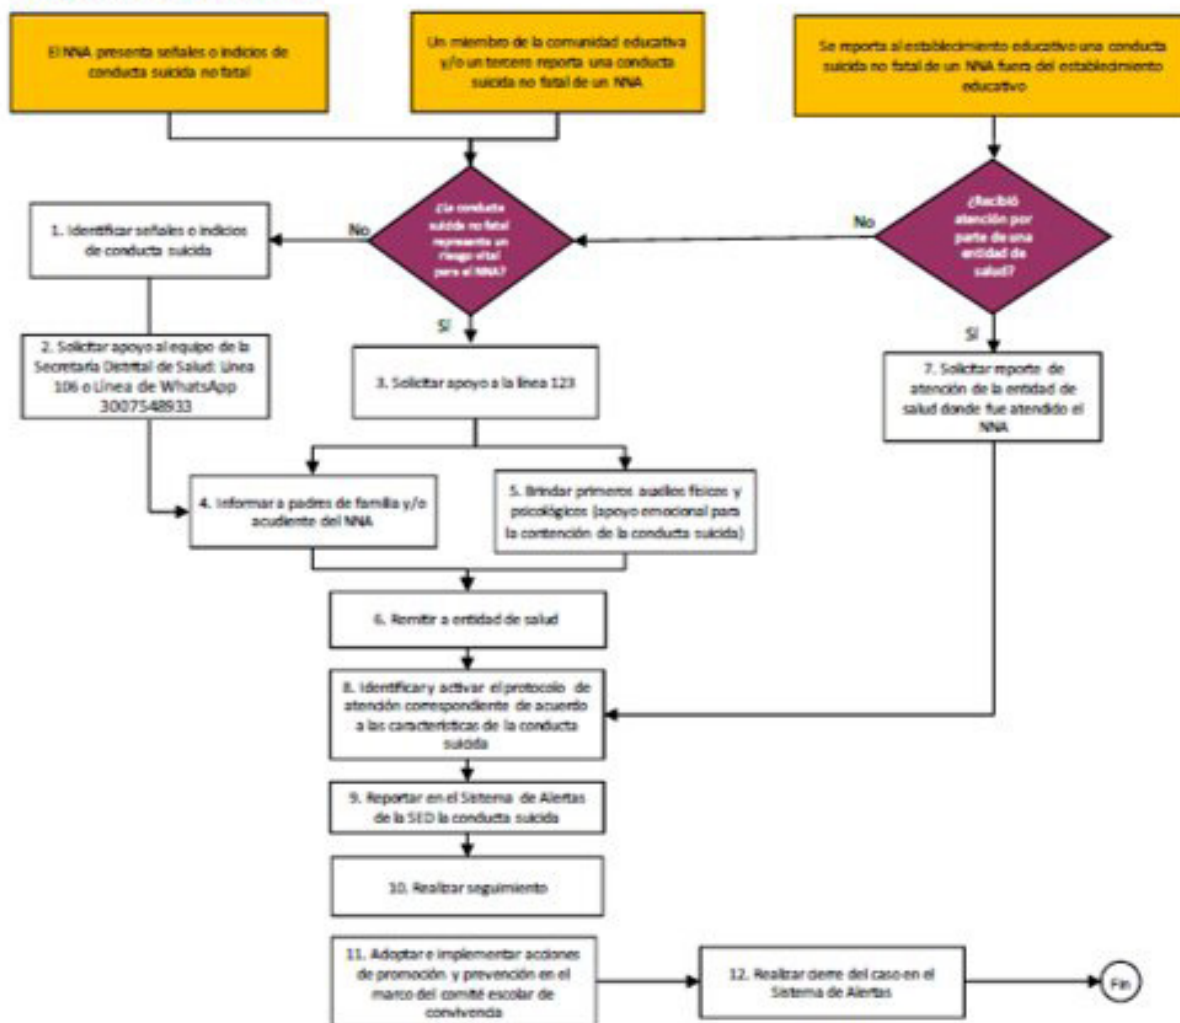 El NNA presenta señales o indicios de
conducta suicida no fatal
Un miembro de la comunidad educativa
y/o un tercero reporta una conducta
suicida no fatal de un NNA
Se reporta al establecimiento educativo una conducta
suicida no fatal de un NNA fuera del establecimiento
educativo
¿La conducta
suicida no fatal
representa un
riesgo vital
para el NNA?
No
Sí
¿Recibió
atención por
parte de una
entidad de
salud?
No
Sí
1. Identificar señales o indicios
de conducta suicida
2. Solicitar apoyo al equipo de la
Secretaría Distrital de Salud: Línea
106 o Línea de WhatsApp
3007548933
3. Solicitar apoyo a la línea 123
7. Solicitar reporte de
atención de la entidad de
salud donde fue atendido el
NNA
4. Informar a padres de familia y/o
acudiente del NNA
5. Brindar primeros auxilios físicos y
psicológicos (apoyo emocional para
la contención de la conducta suicida)
6. Remitir a entidad de salud
8. Identificar y activar el protocolo de
atención correspondiente de acuerdo
a las características de la conducta
suicida
9. Reportar en el Sistema de Alertas
de la SED la conducta suicida
10. Realizar seguimiento
11. Adoptar e implementar acciones
de promoción y prevención en el
marco del comité escolar de
convivencia
12. Realizar cierre del caso en el
Sistema de Alertas
Fin